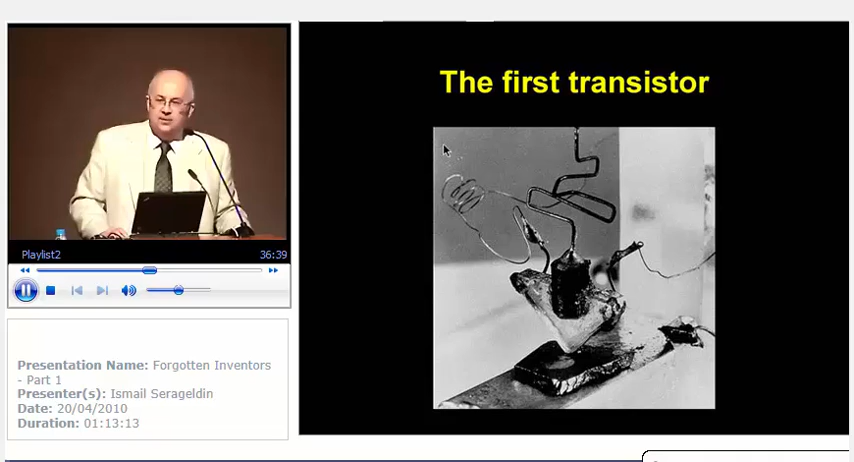 The first transistor
Playlist2 36:39
Presentation Name: Forgotten Inventors
- Part 1
Presenter(s): Ismail Serageldin
Date: 20/04/2010
Duration: 01:13:13